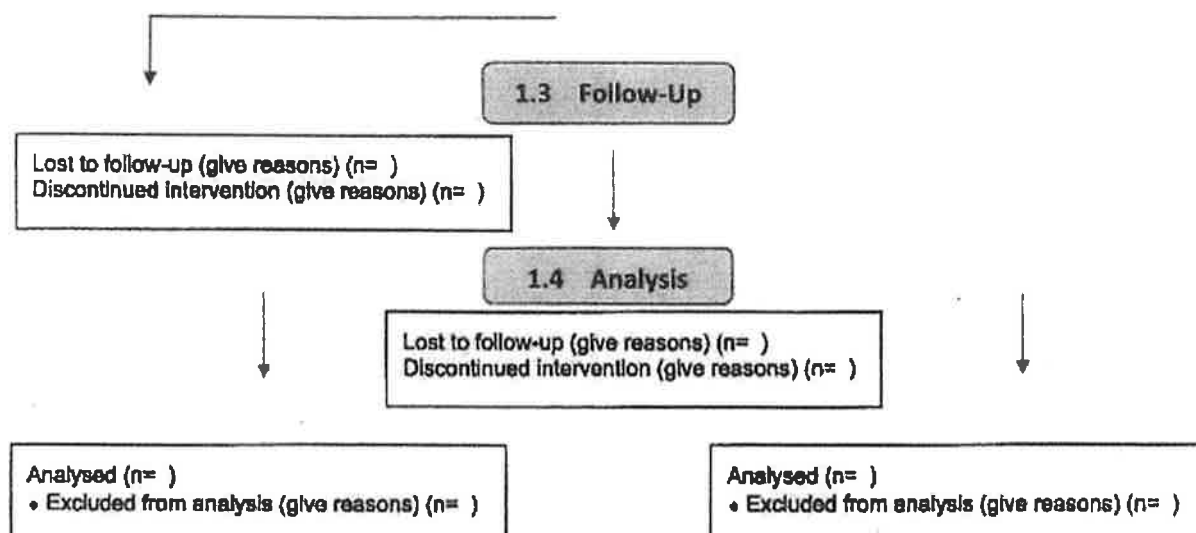 1.3 Follow-Up
Lost to follow-up (give reasons) (n= )
Discontinued intervention (give reasons) (n= )
1.4 Analysis
Lost to follow-up (give reasons) (n= )
Discontinued intervention (give reasons) (n= )
Analysed (n= )
• Excluded from analysis (give reasons) (n= )
Analysed (n= )
• Excluded from analysis (give reasons) (n= )